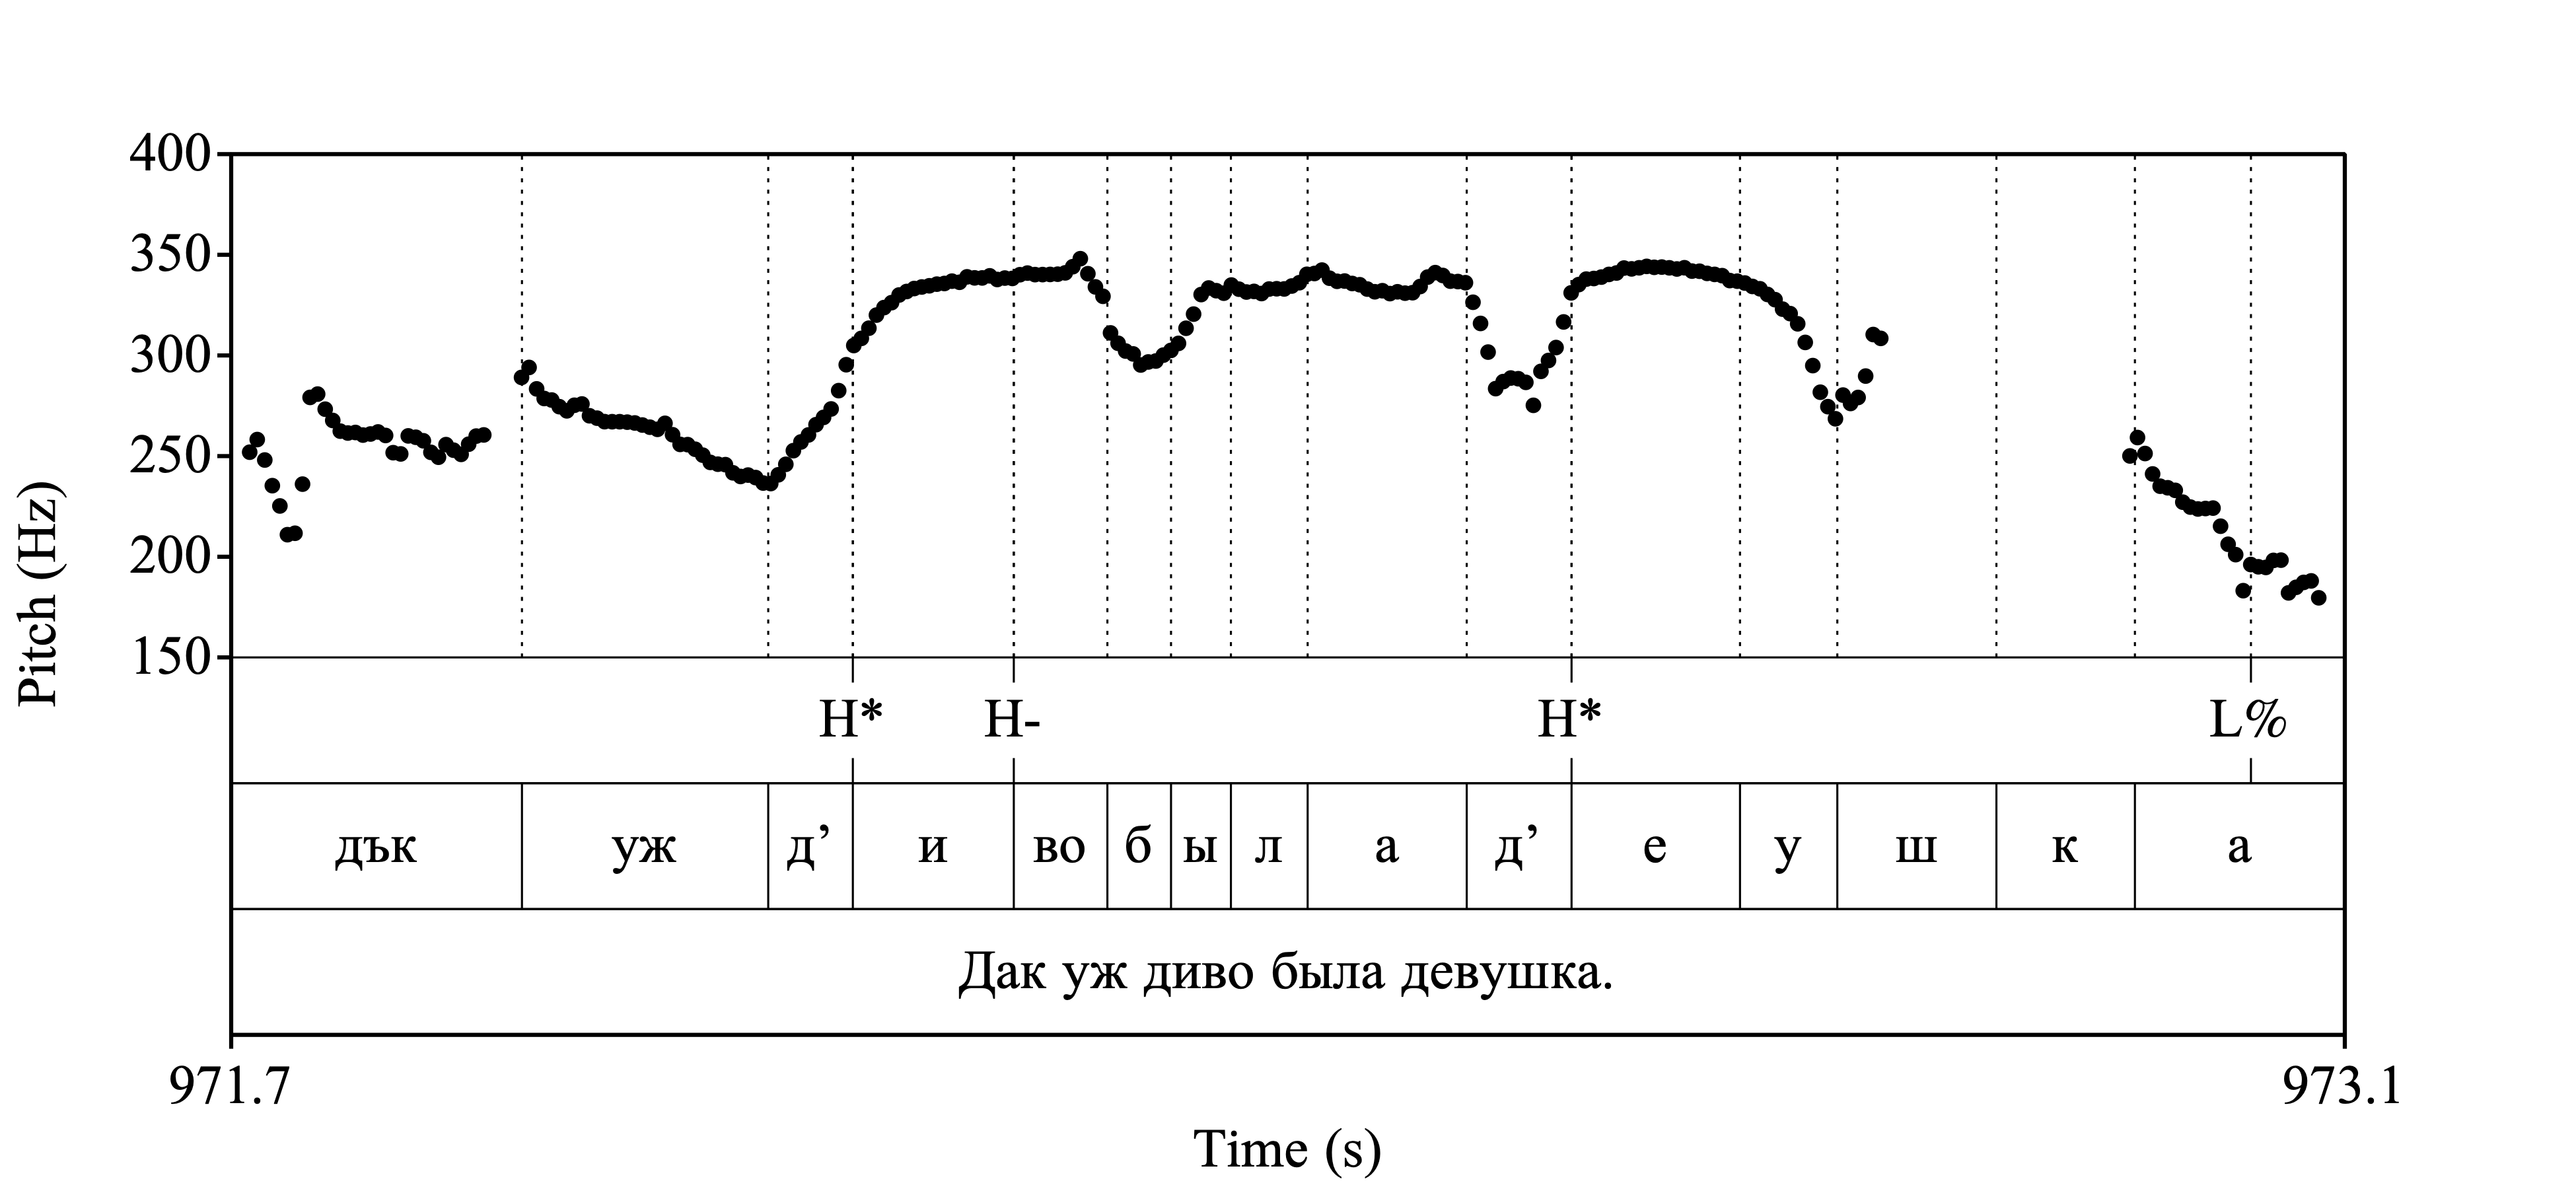 400
350
300
250
200
150
Pitch (Hz)
H* H- H* L%
дък уж д’ и во б ы л а д’ е у ш к а
Дак уж диво была девушка.
971.7 973.1
Time (s)